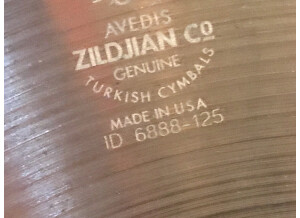 AVEDIS
ZILDJIAN CO
GENUINE
TURKISH CYMBALS
MADE IN USA
ID 6888-125